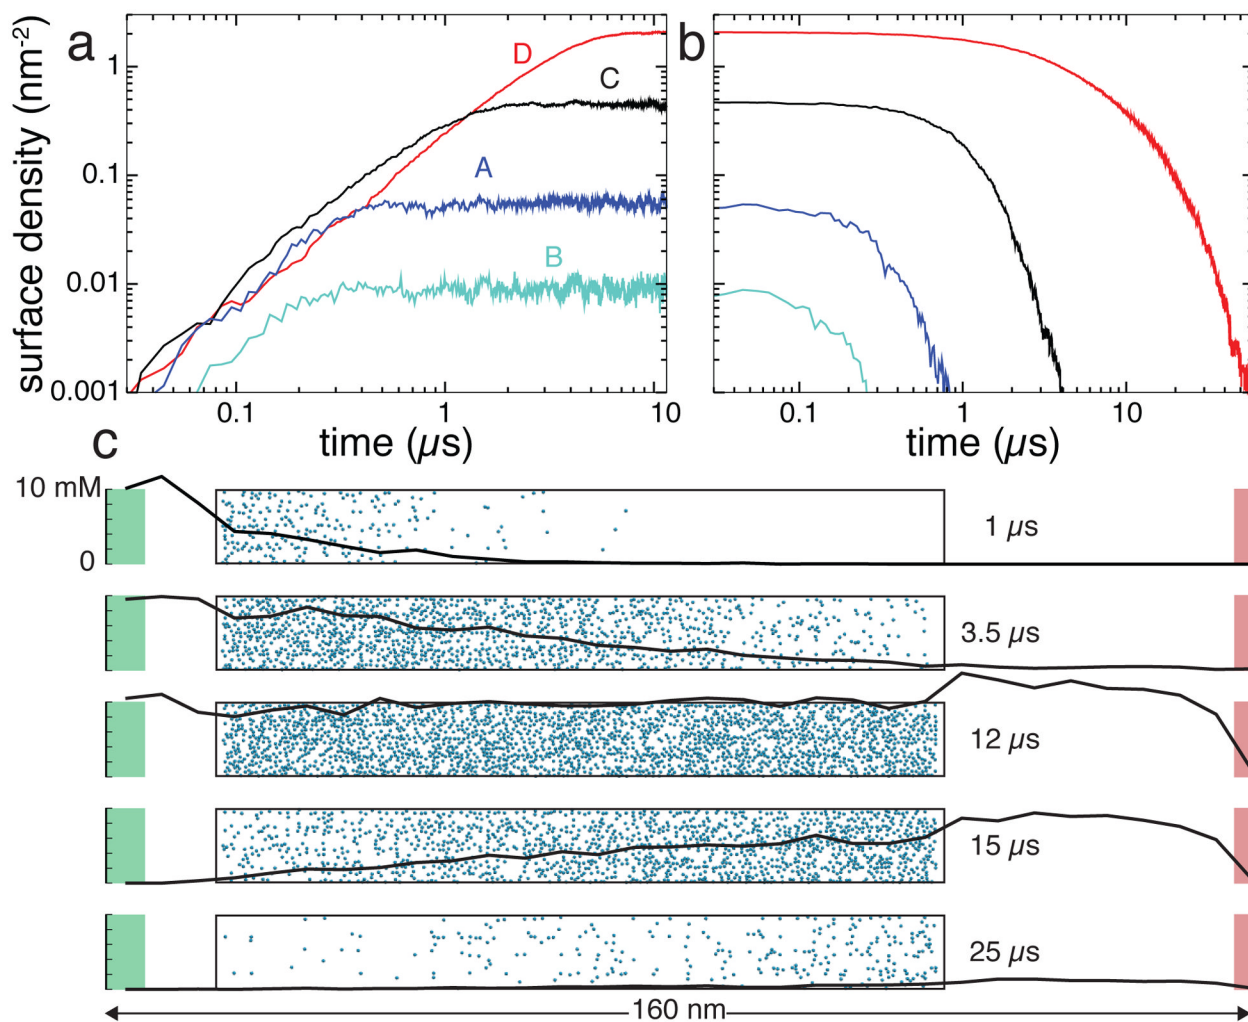 a
b
surface density (nm⁻²)
1
0.1
0.01
0.001
D
C
A
B
0.1
1
10
0.1
1
10
time (µs)
time (µs)
c
10 mM
0
1 µs
3.5 µs
12 µs
15 µs
25 µs
160 nm